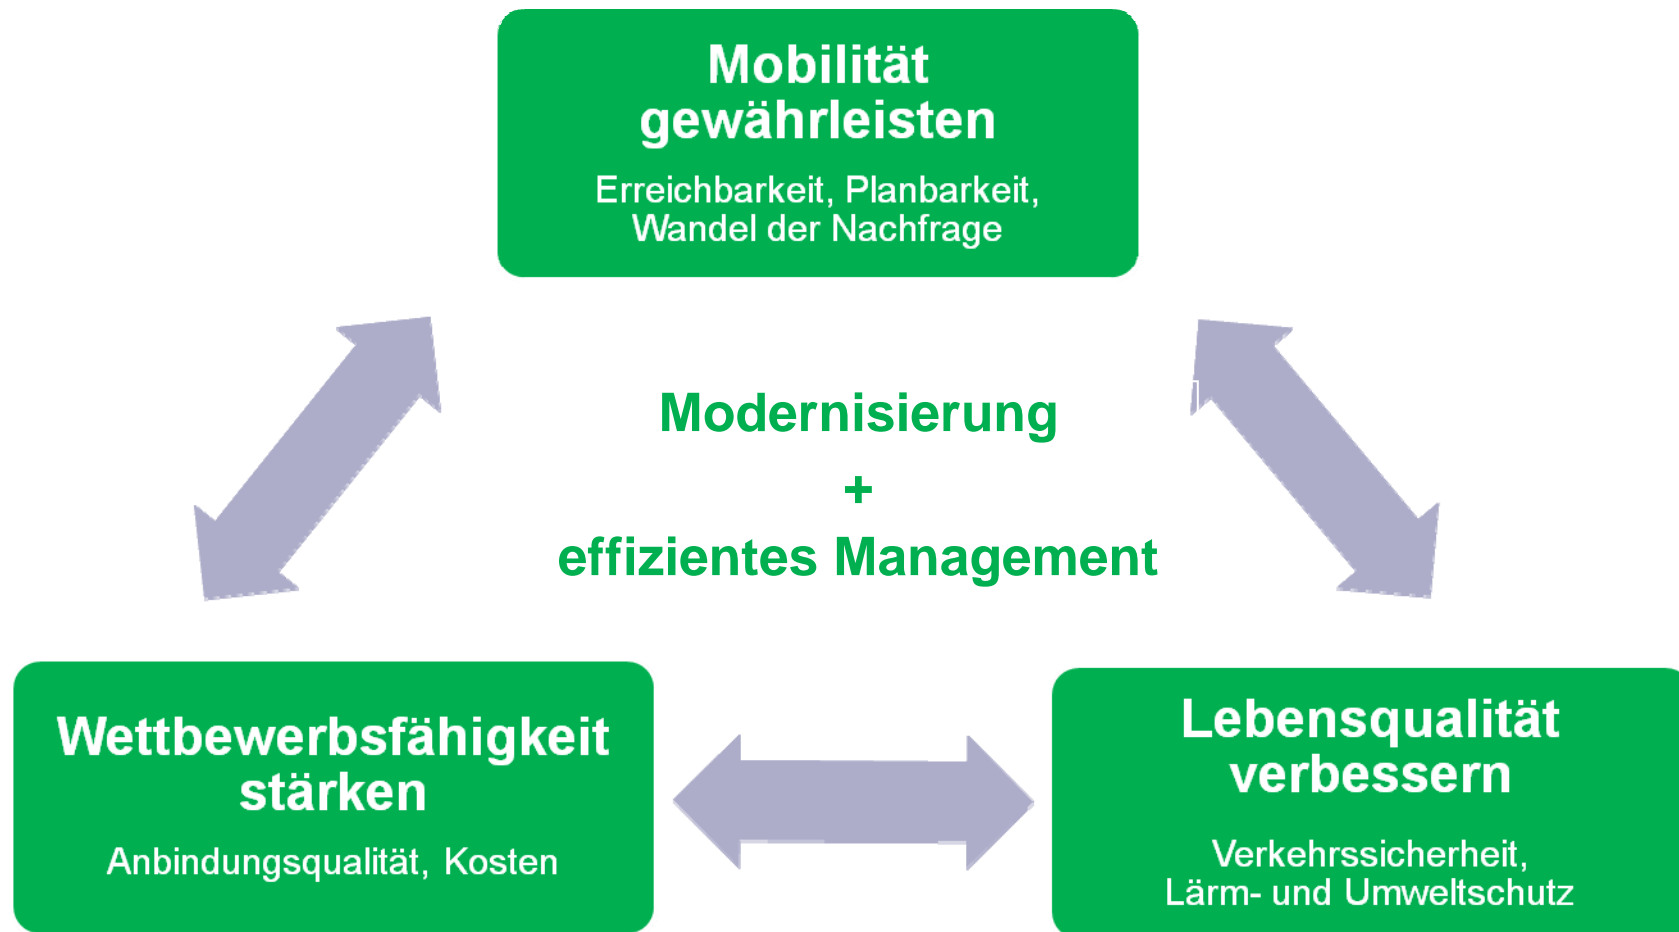 Mobilität
gewährleisten
Erreichbarkeit, Planbarkeit,
Wandel der Nachfrage
Modernisierung
+
effizientes Management
Wettbewerbsfähigkeit
stärken
Anbindungsqualität, Kosten
Lebensqualität
verbessern
Verkehrssicherheit,
Lärm- und Umweltschutz